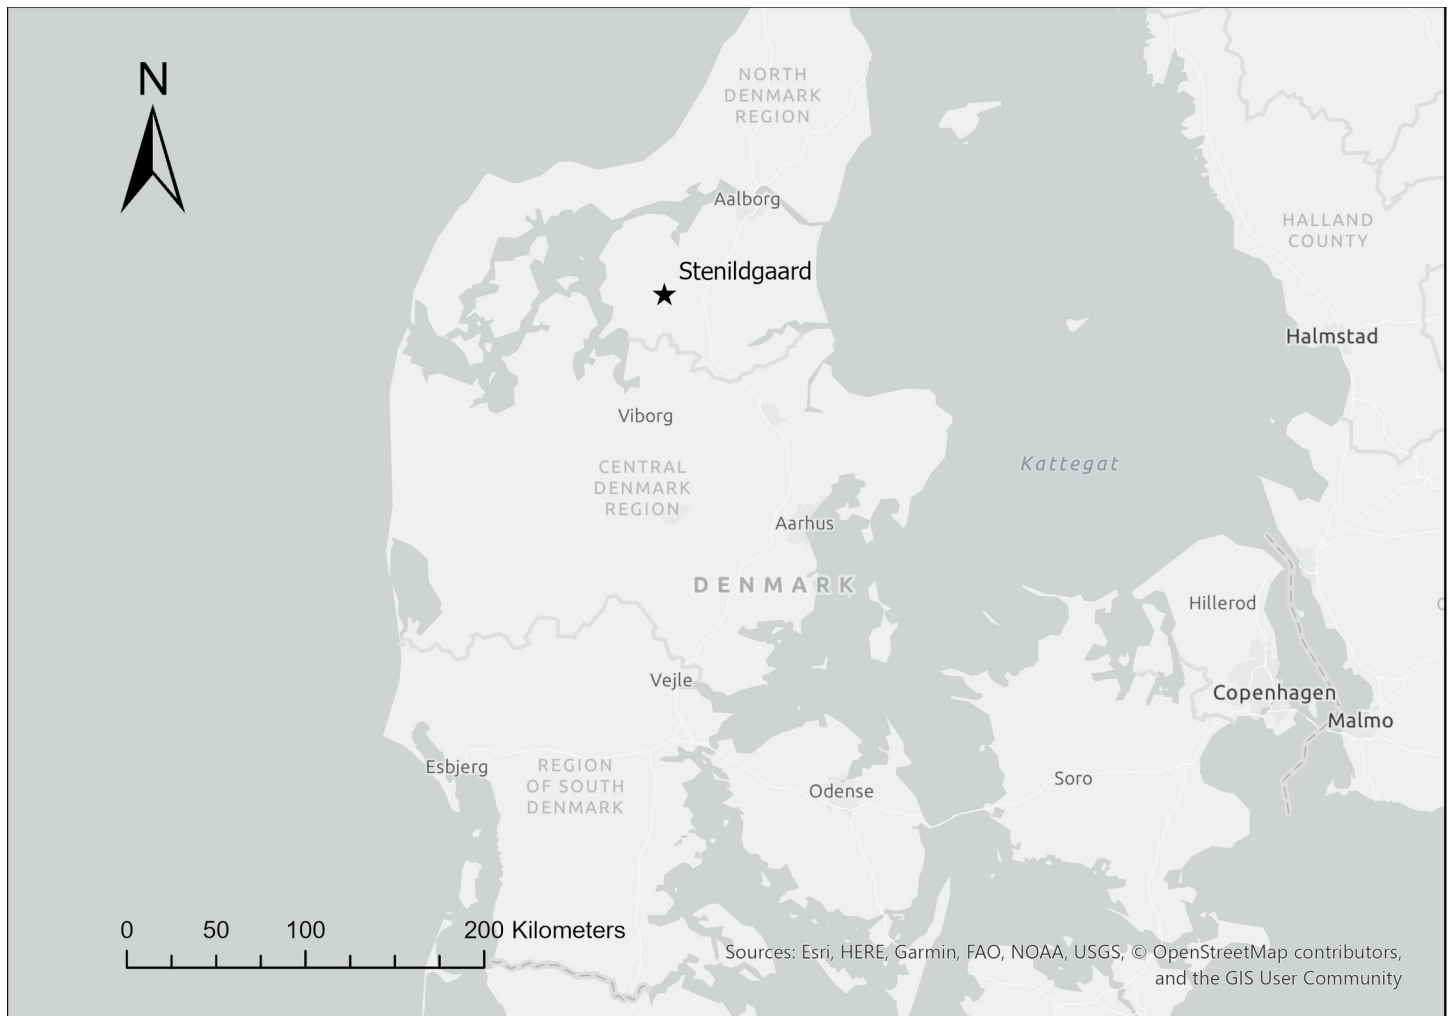 N
NORTH
DENMARK
REGION
Aalborg
HALLAND
COUNTY
Stenildgaard
Halmstad
Viborg
Kattegat
CENTRAL
DENMARK
REGION
Aarhus
DENMARK
Hillerod
Vejle
Copenhagen
Malmo
Esbjerg
REGION
OF SOUTH
DENMARK
Odense
Soro
0 50 100 200 Kilometers
Sources: Esri, HERE, Garmin, FAO, NOAA, USGS, © OpenStreetMap contributors,
and the GIS User Community